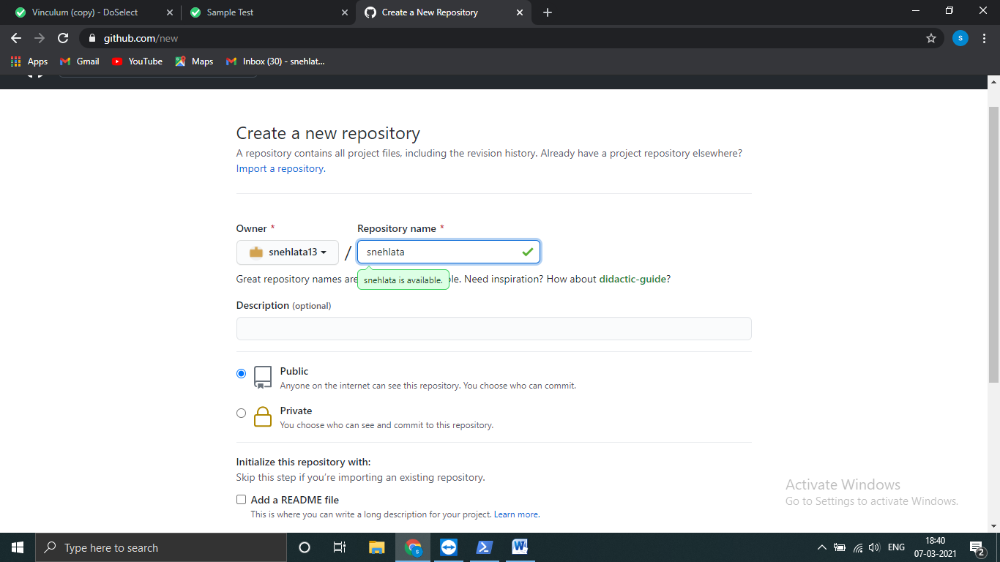 Vinculum (copy) - DoSelect
Sample Test
Create a New Repository
github.com/new
S
Apps
Gmail
YouTube
Maps
Inbox (30) - snehlat...
Create a new repository
A repository contains all project files, including the revision history. Already have a project repository elsewhere?
Import a repository.
Owner *
Repository name *
snehlata13
/
snehlata
Great repository names are
snehlata is available.
le. Need inspiration? How about didactic-guide?
Description (optional)
Public
Anyone on the internet can see this repository. You choose who can commit.
Private
You choose who can see and commit to this repository.
Initialize this repository with:
Skip this step if you're importing an existing repository.
Add a README file
This is where you can write a long description for your project. Learn more.
Activate Windows
Go to Settings to activate Windows.
Type here to search
ENG
18:40
07-03-2021
2